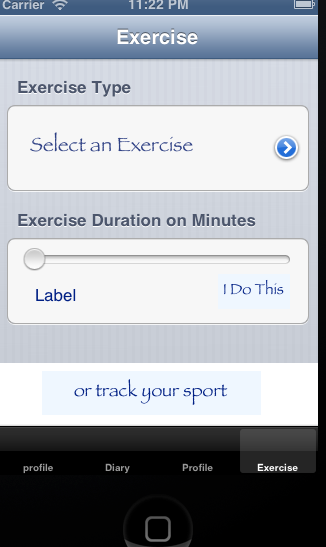 Carrier 11:22 PM
Exercise
Exercise Type
Select an Exercise
Exercise Duration on Minutes
Label I Do This
or track your sport
profile Diary Profile Exercise